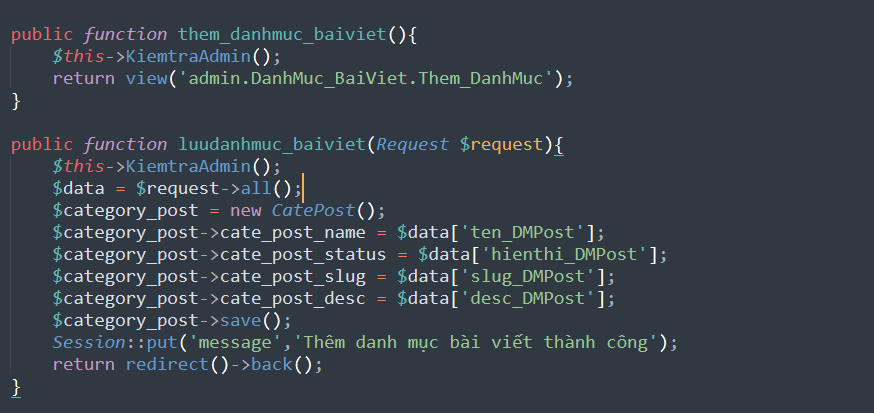 public function them_danhmuc_baiviet(){
$this->KiemtraAdmin();
return view('admin.DanhMuc_BaiViet.Them_DanhMuc');
}
public function luudanhmuc_baiviet(Request $request){
$this->KiemtraAdmin();
$data = $request->all();
$category_post = new CatePost();
$category_post->cate_post_name = $data['ten_DMPost'];
$category_post->cate_post_status = $data['hienthi_DMPost'];
$category_post->cate_post_slug = $data['slug_DMPost'];
$category_post->cate_post_desc = $data['desc_DMPost'];
$category_post->save();
Session::put('message','Thêm danh mục bài viết thành công');
return redirect()->back();
}